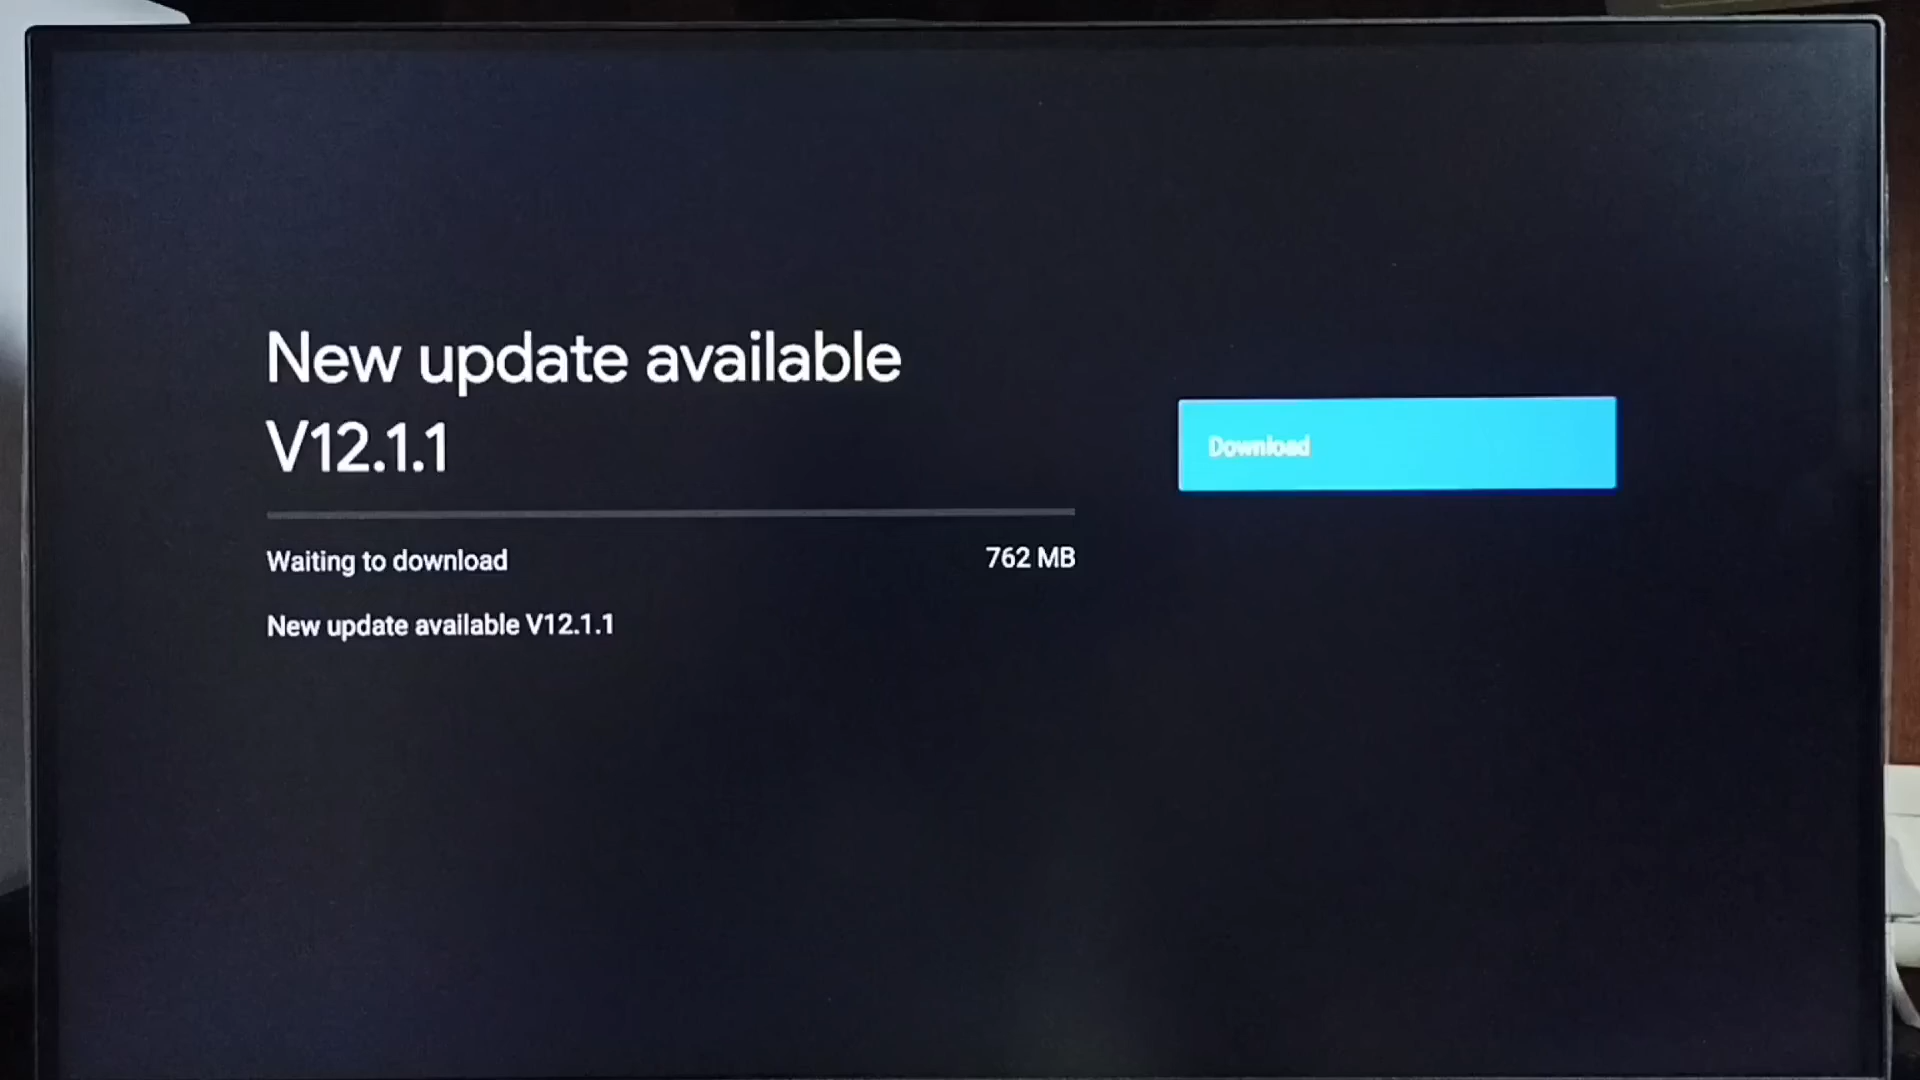 New update available
V12.1.1
Waiting to download 762 MB
New update available V12.1.1
Download